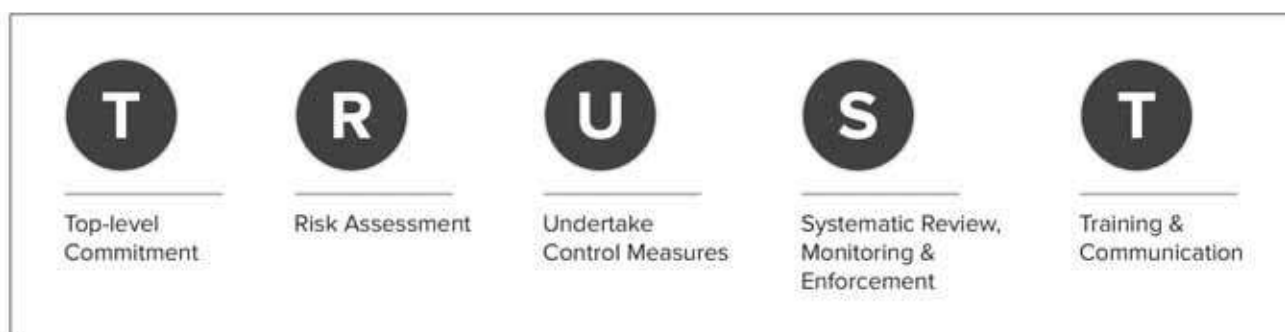 T
R
U
S
T
Top-level
Commitment
Risk Assessment
Undertake
Control Measures
Systematic Review,
Monitoring &
Enforcement
Training &
Communication